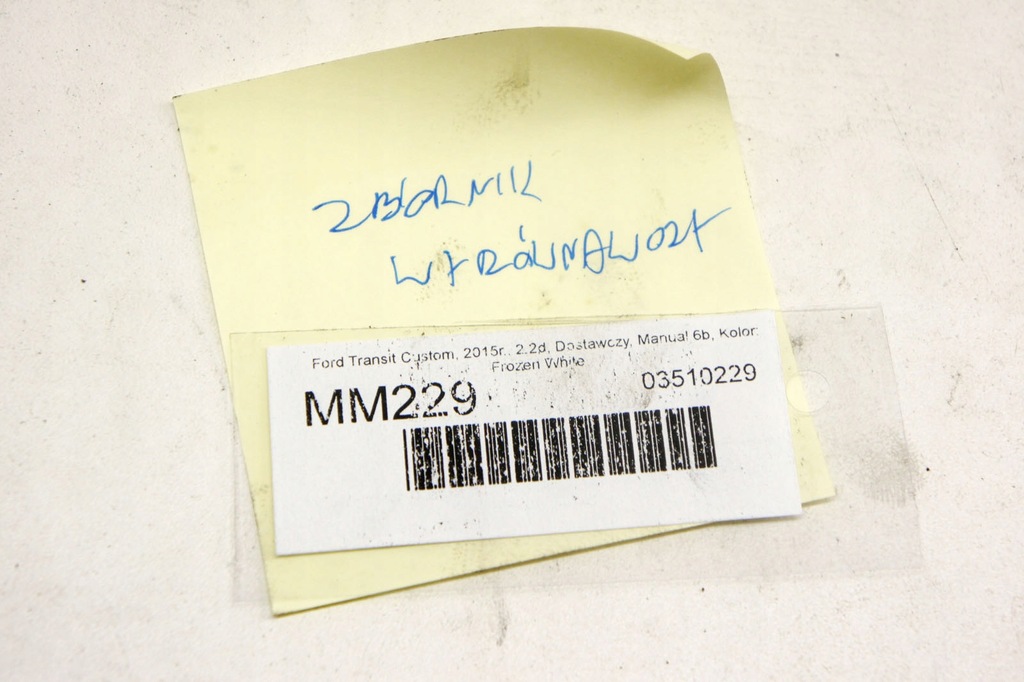 ZBIORNIK
WYRÓWNAWCZY
Ford Transit Custom, 2015r., 2.2d, Dostawczy, Manual 6b, Kolor:
Frozen White
MM229
03510229